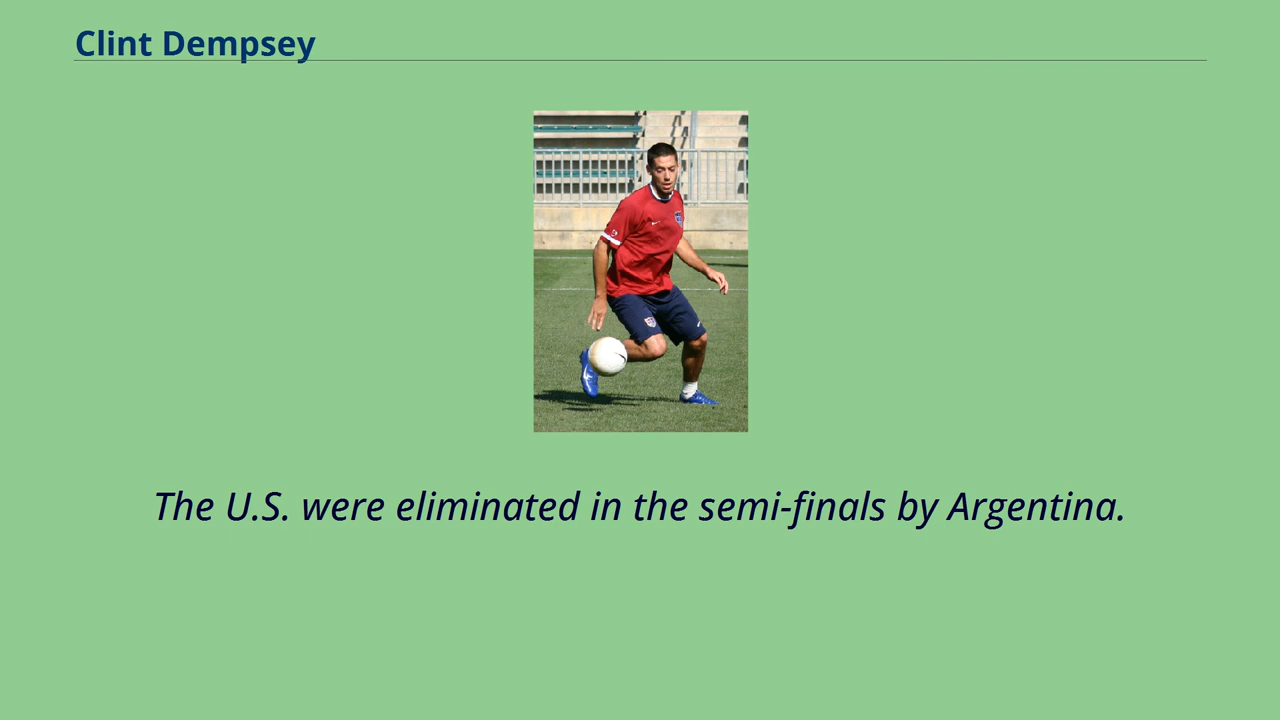 Clint Dempsey
The U.S. were eliminated in the semi-finals by Argentina.